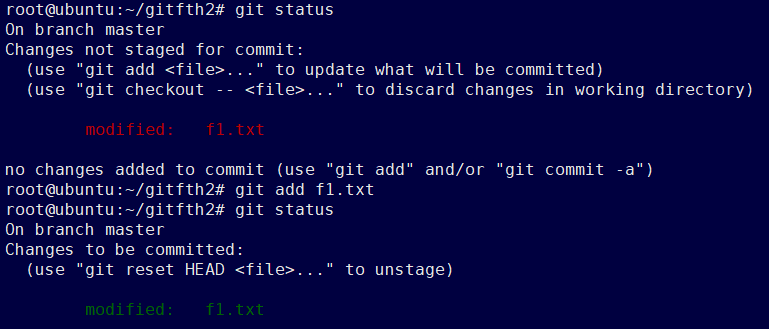 root@ubuntu:~/gitfth2# git status
On branch master
Changes not staged for commit:
  (use "git add <file>..." to update what will be committed)
  (use "git checkout -- <file>..." to discard changes in working directory)
        modified:   f1.txt
no changes added to commit (use "git add" and/or "git commit -a")
root@ubuntu:~/gitfth2# git add f1.txt
root@ubuntu:~/gitfth2# git status
On branch master
Changes to be committed:
  (use "git reset HEAD <file>..." to unstage)
        modified:   f1.txt